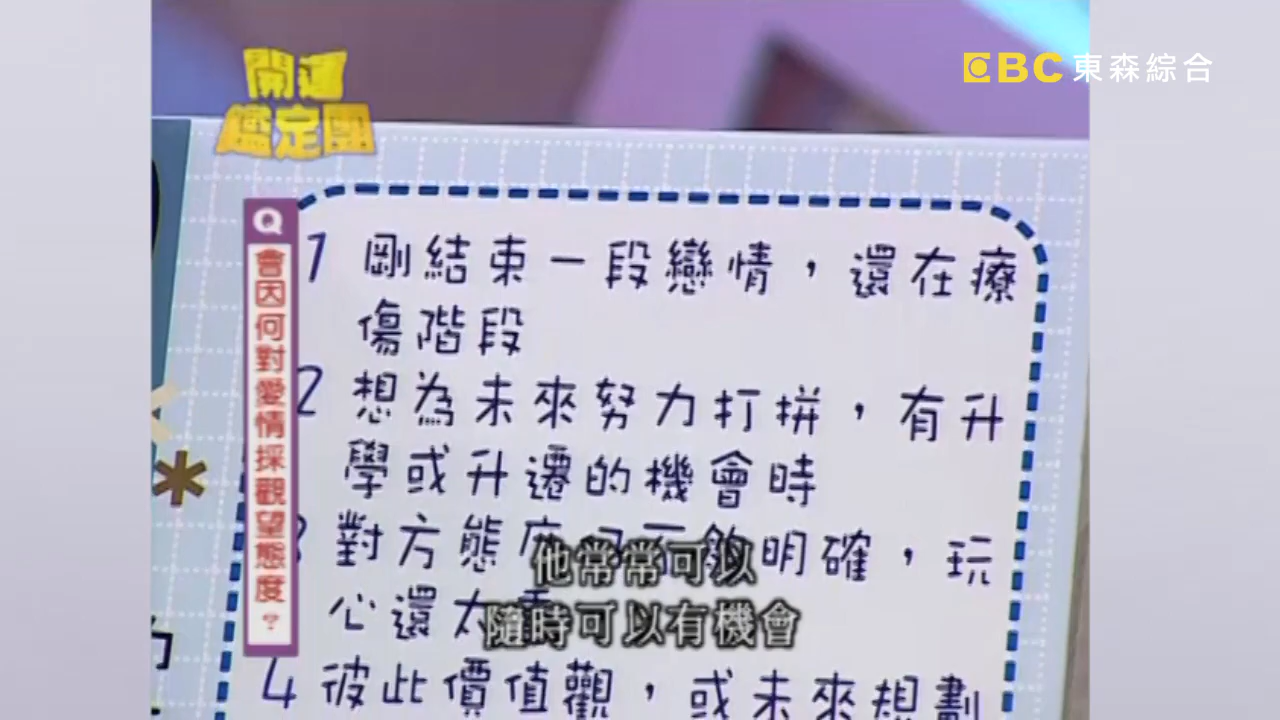 開運
鑑定團
EBC 東森綜合
Q
會因何對愛情採觀望態度?
1 剛結束一段戀情,還在療
傷階段
2 想為未來努力打拼,有升
學或升遷的機會時
對方態度 明確,玩
心還太
4 彼此價值觀,或未來規劃
他常常可以
隨時可以有機會